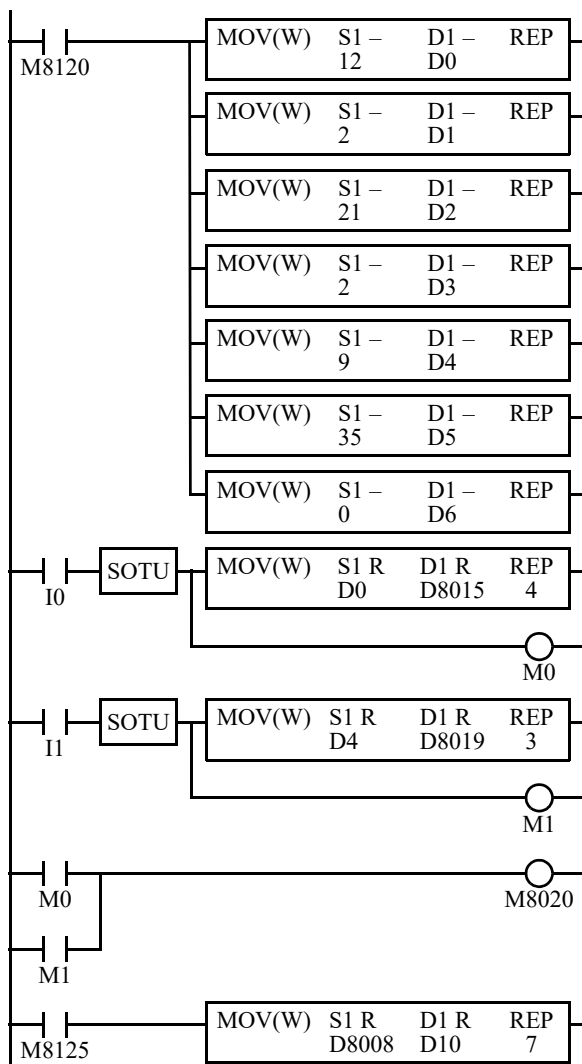 MOV(W) S1 – D1 – REP
12 D0
M8120
MOV(W) S1 – D1 – REP
2 D1
MOV(W) S1 – D1 – REP
21 D2
MOV(W) S1 – D1 – REP
2 D3
MOV(W) S1 – D1 – REP
9 D4
MOV(W) S1 – D1 – REP
35 D5
MOV(W) S1 – D1 – REP
0 D6
SOTU MOV(W) S1 R D1 R REP
D0 D8015 4
I0
M0
SOTU MOV(W) S1 R D1 R REP
D4 D8019 3
I1
M1
M0 M8020
M1
MOV(W) S1 R D1 R REP
D8008 D10 7
M8125